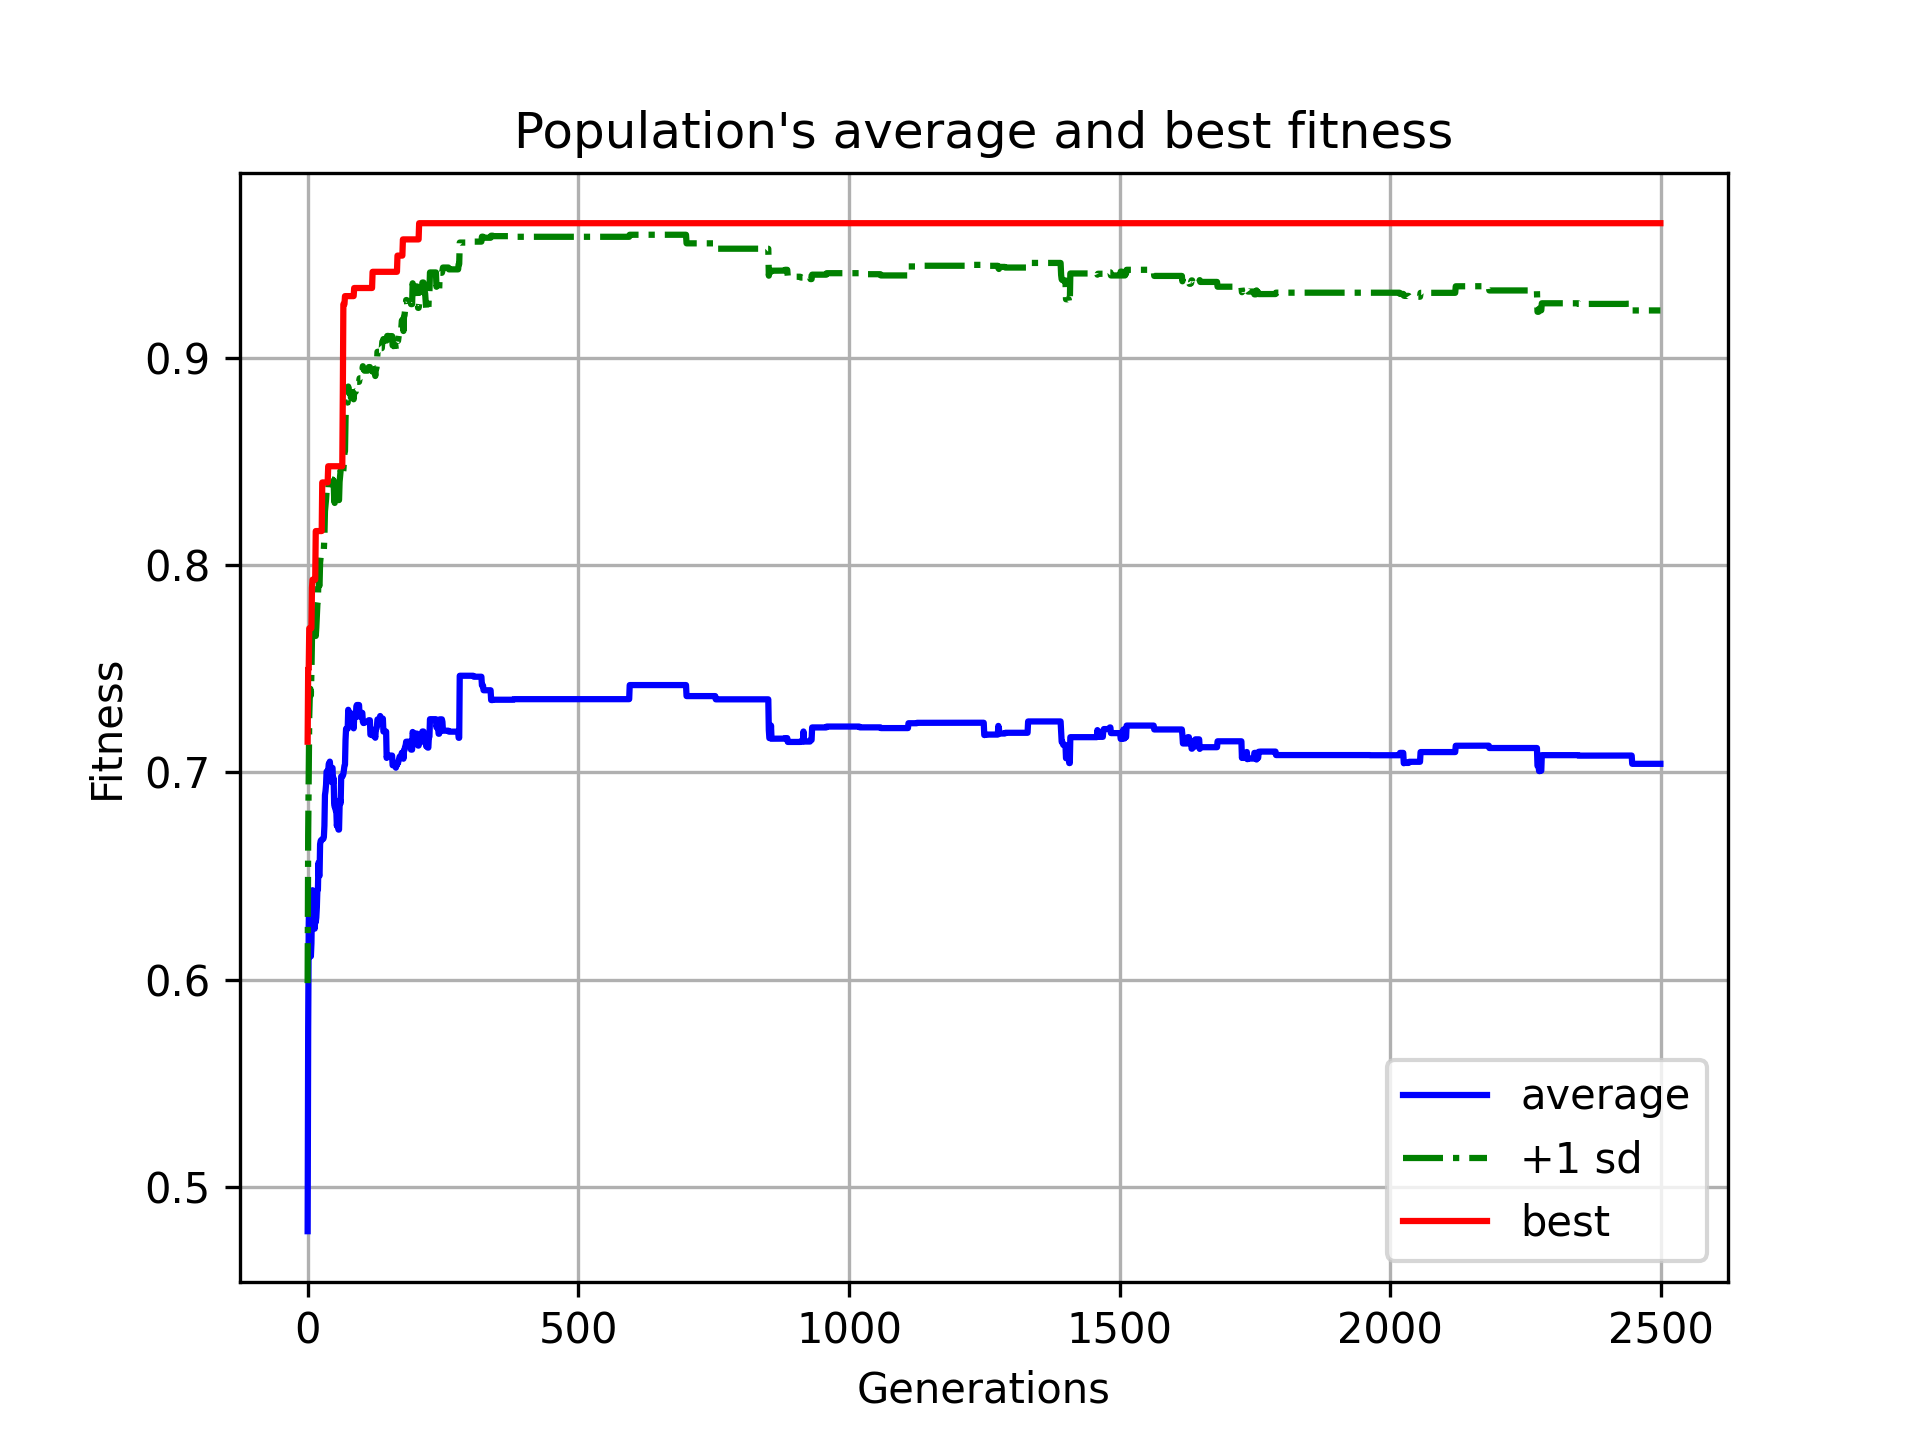 Population's average and best fitness
Fitness
0.9
0.8
0.7
0.6
0.5
0 500 1000 1500 2000 2500
Generations
average
+1 sd
best